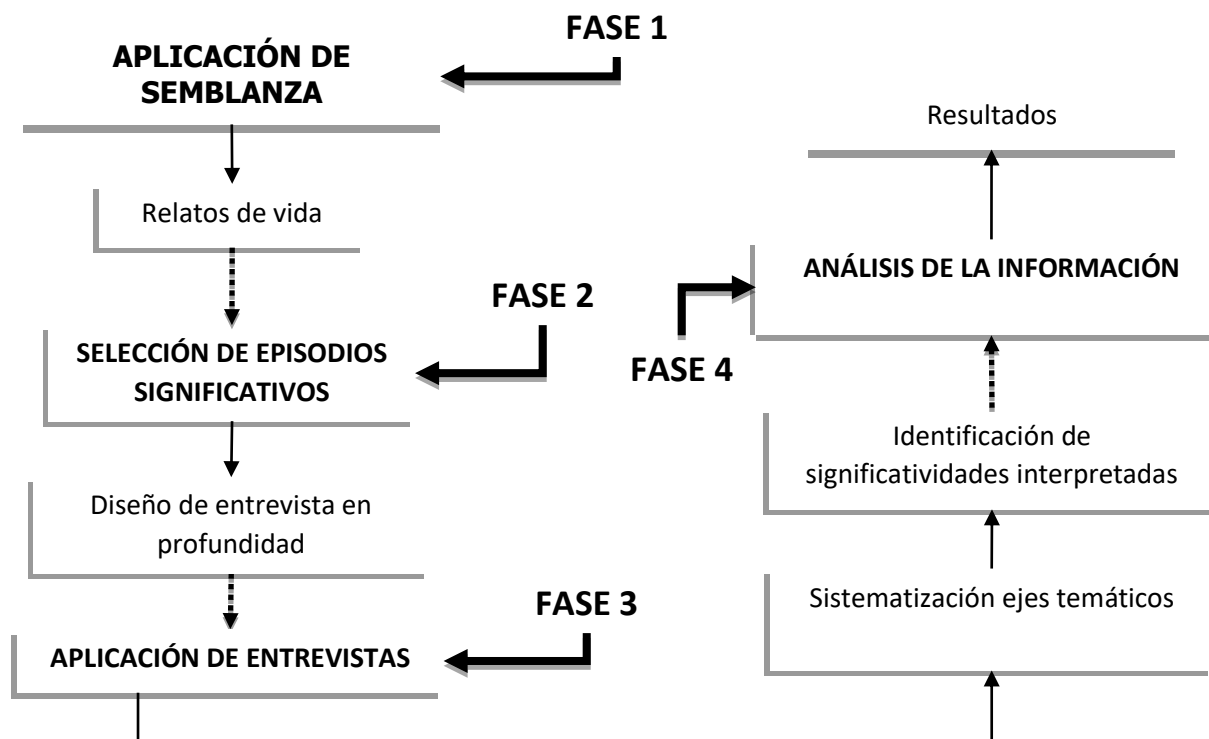 FASE 1
APLICACIÓN DE
SEMBLANZA
Relatos de vida
FASE 2
SELECCIÓN DE EPISODIOS
SIGNIFICATIVOS
Diseño de entrevista en
profundidad
FASE 3
APLICACIÓN DE ENTREVISTAS
Resultados
ANÁLISIS DE LA INFORMACIÓN
FASE 4
Identificación de
significatividades interpretadas
Sistematización ejes temáticos